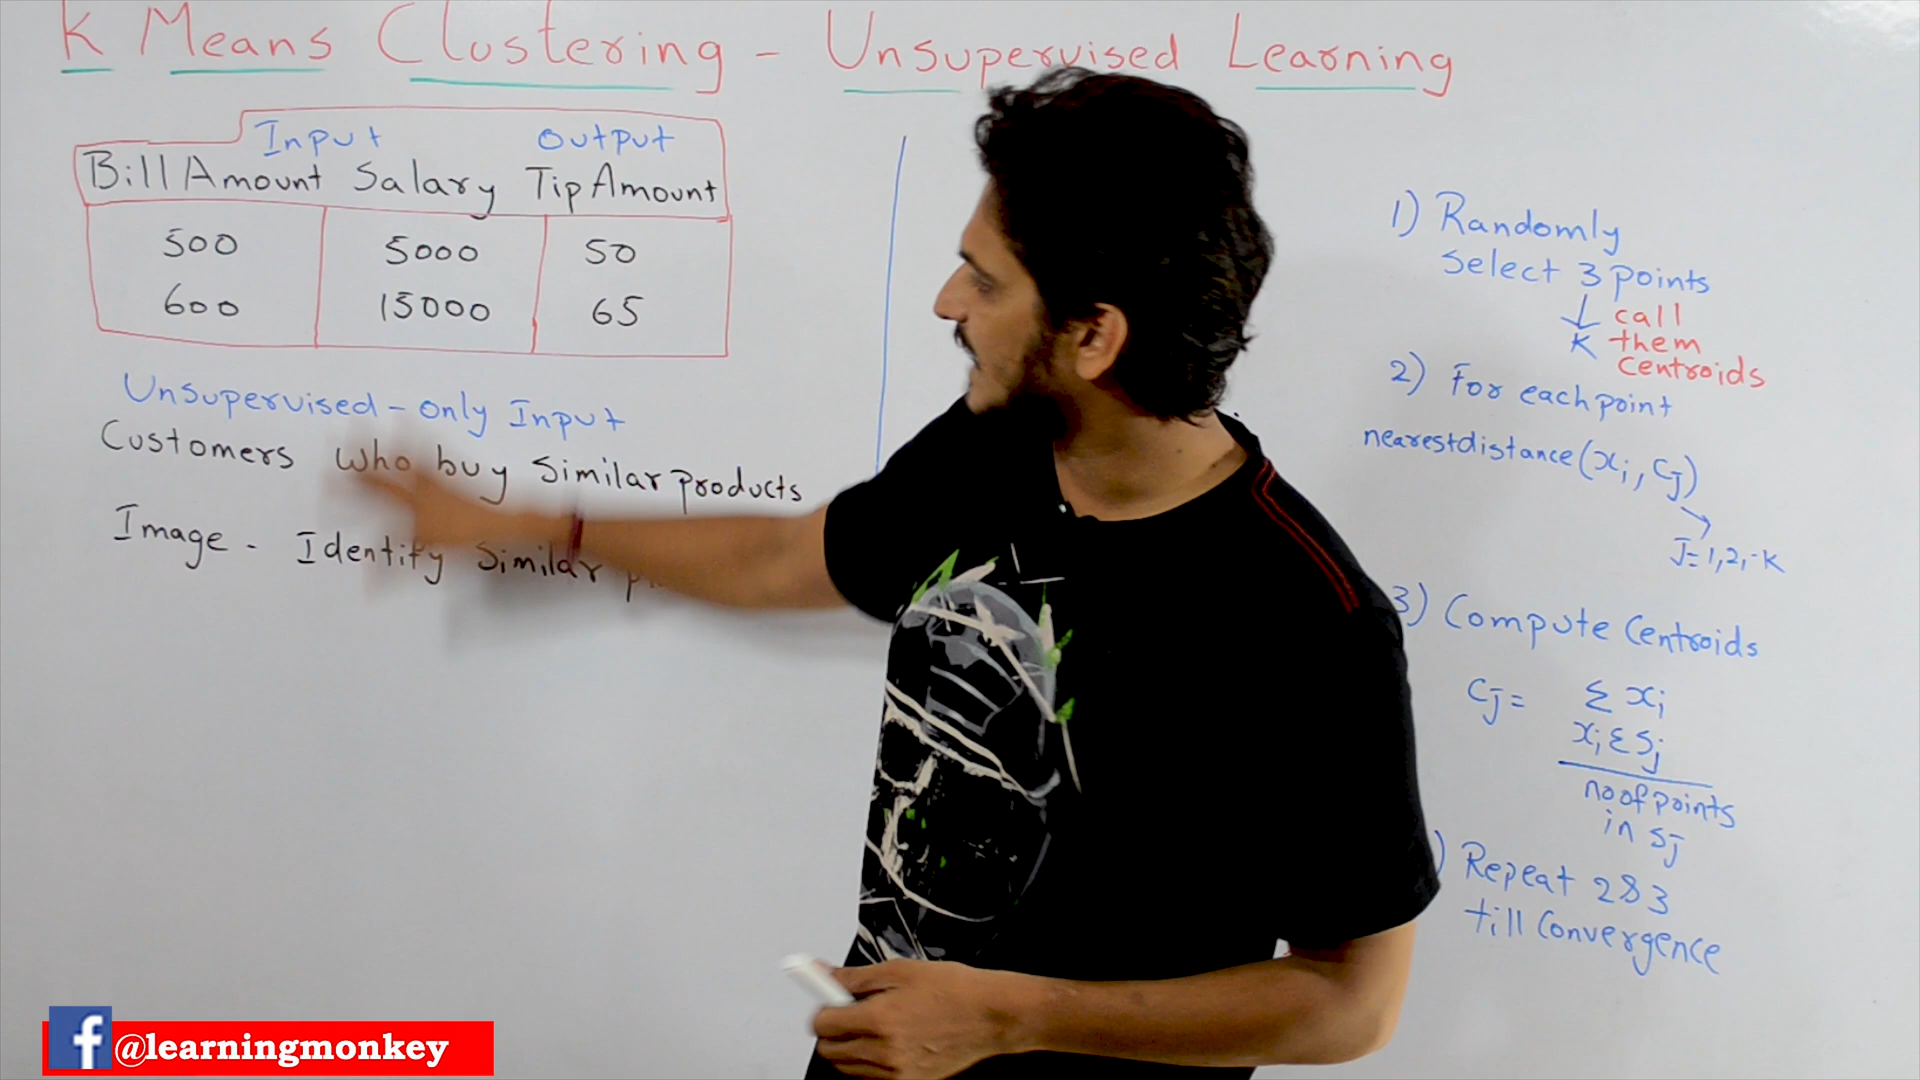 K Means Clustering - Unsupervised Learning
Input Output
Bill Amount Salary Tip Amount
500 5000 50
600 15000 65
Unsupervised - only Input
Customers who buy similar products
Image - Identify similar
1) Randomly
select 3 points
↓ call
K them
centroids
2) For each point
nearest distance (xi, cj)
J=1,2,-K
3) Compute Centroids
cj = Σ xi
xi ε sj
no of points
in sj
) Repeat 2 & 3
till convergence
f @learningmonkey